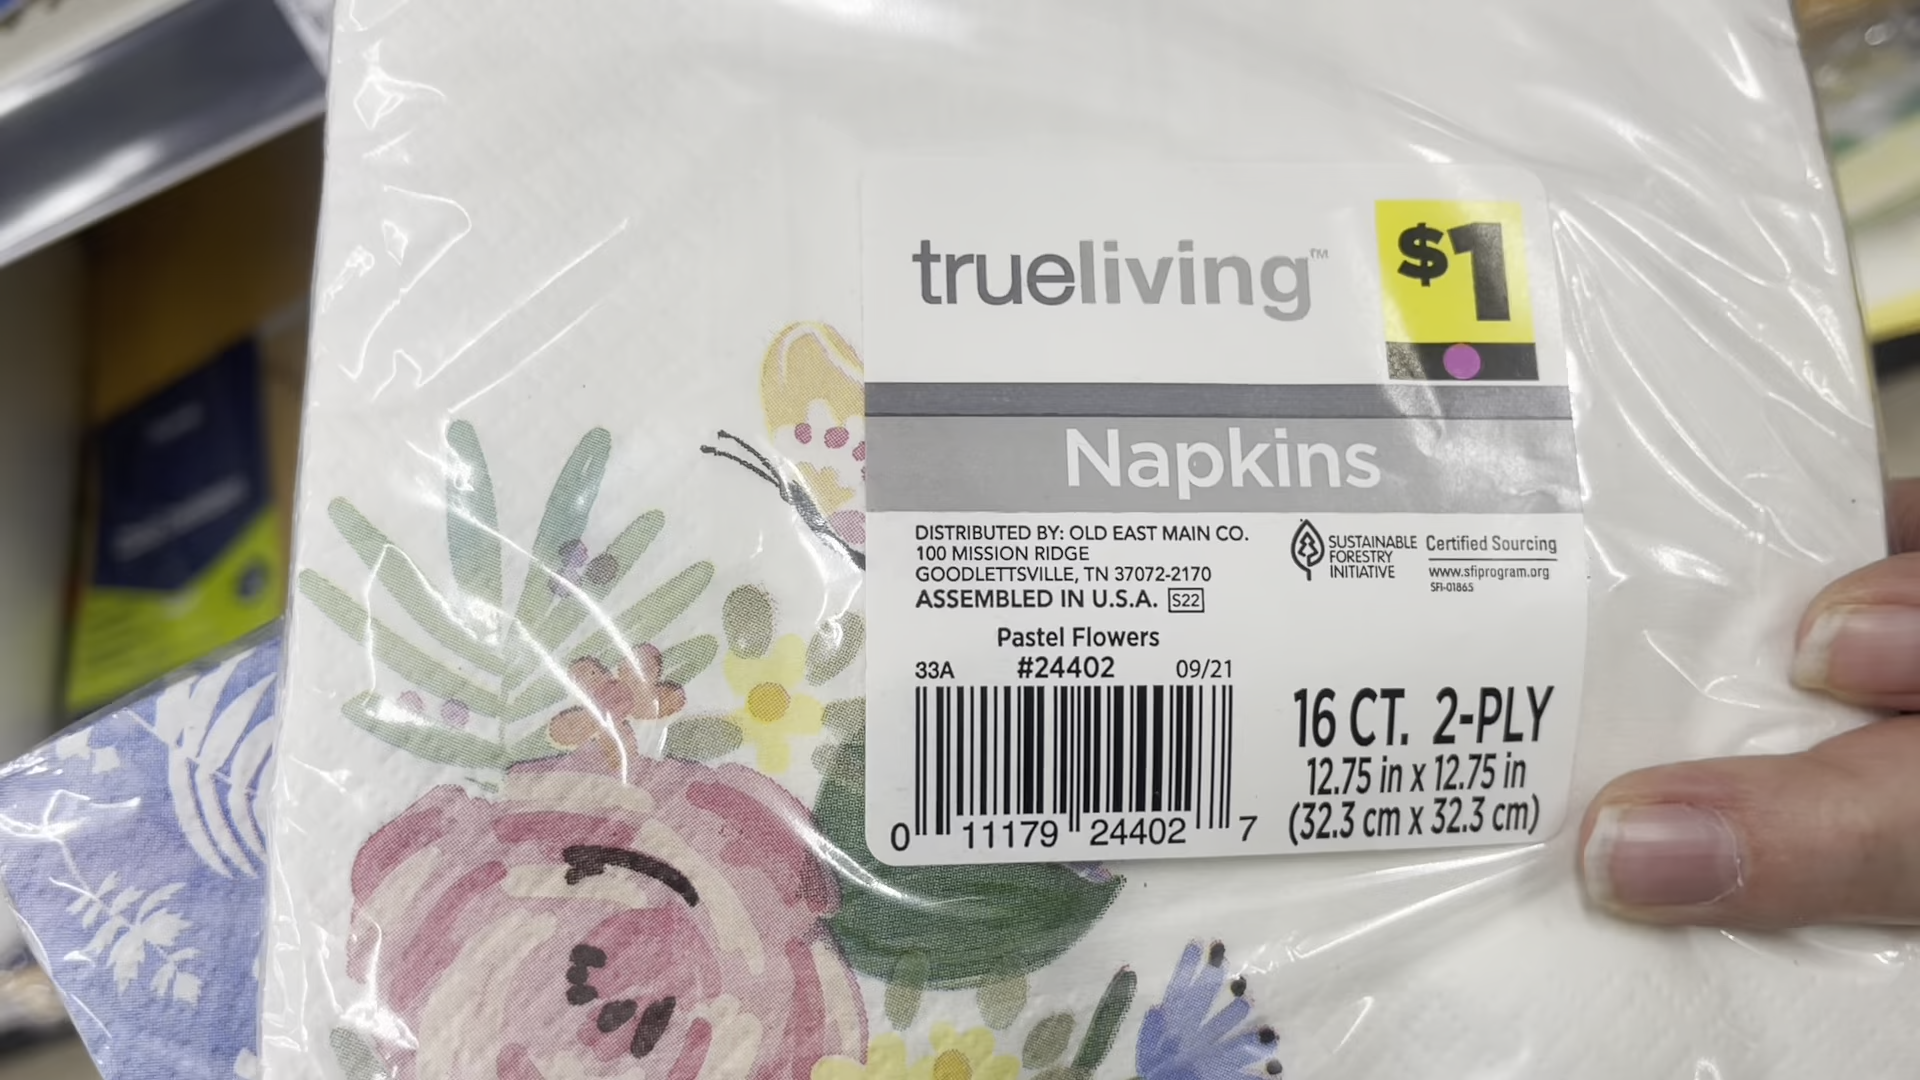 trueliving™
$1
Napkins
DISTRIBUTED BY: OLD EAST MAIN CO.
100 MISSION RIDGE
GOODLETTSVILLE, TN 37072-2170
ASSEMBLED IN U.S.A. S22
SUSTAINABLE
FORESTRY
INITIATIVE
Certified Sourcing
www.sfiprogram.org
SFI-01865
Pastel Flowers
33A #24402 09/21
0 11179 24402 7
16 CT. 2-PLY
12.75 in x 12.75 in
(32.3 cm x 32.3 cm)